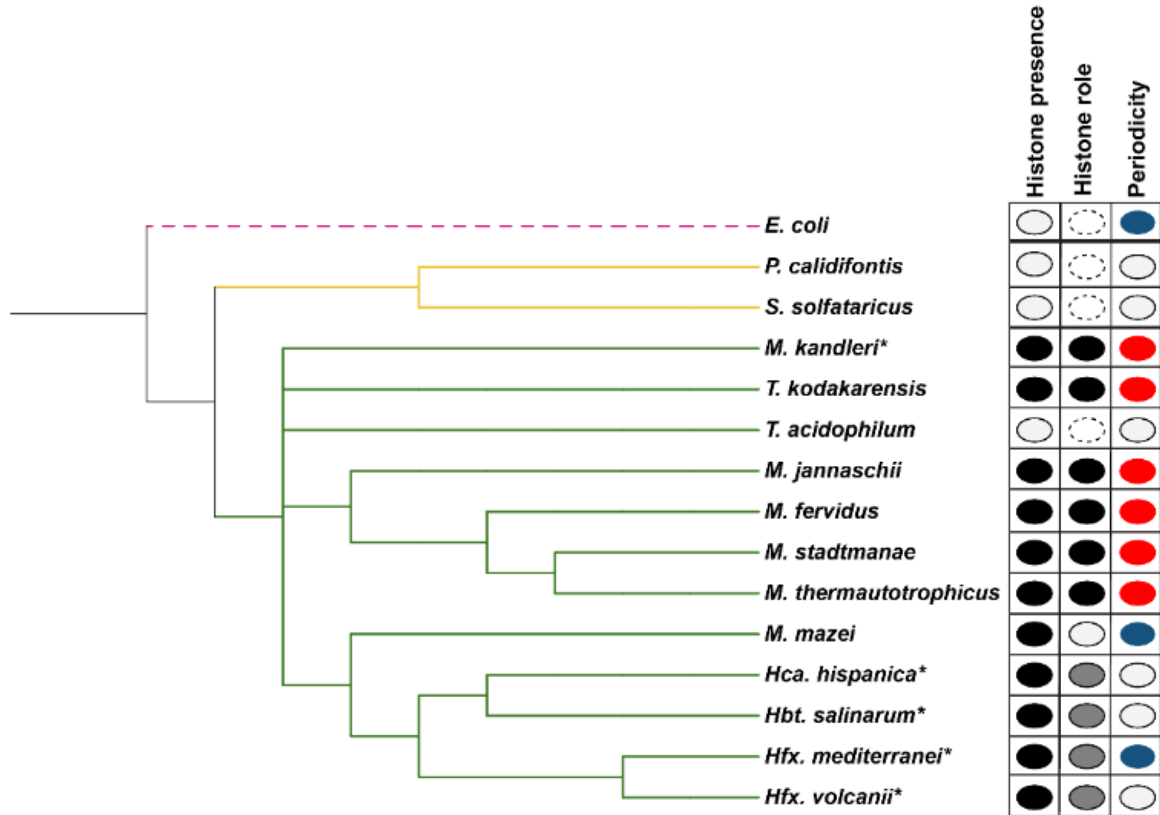 Histone presence
Histone role
Periodicity
E. coli
P. calidifontis
S. solfataricus
M. kandleri*
T. kodakarensis
T. acidophilum
M. jannaschii
M. fervidus
M. stadtmanae
M. thermautotrophicus
M. mazei
Hca. hispanica*
Hbt. salinarum*
Hfx. mediterranei*
Hfx. volcanii*